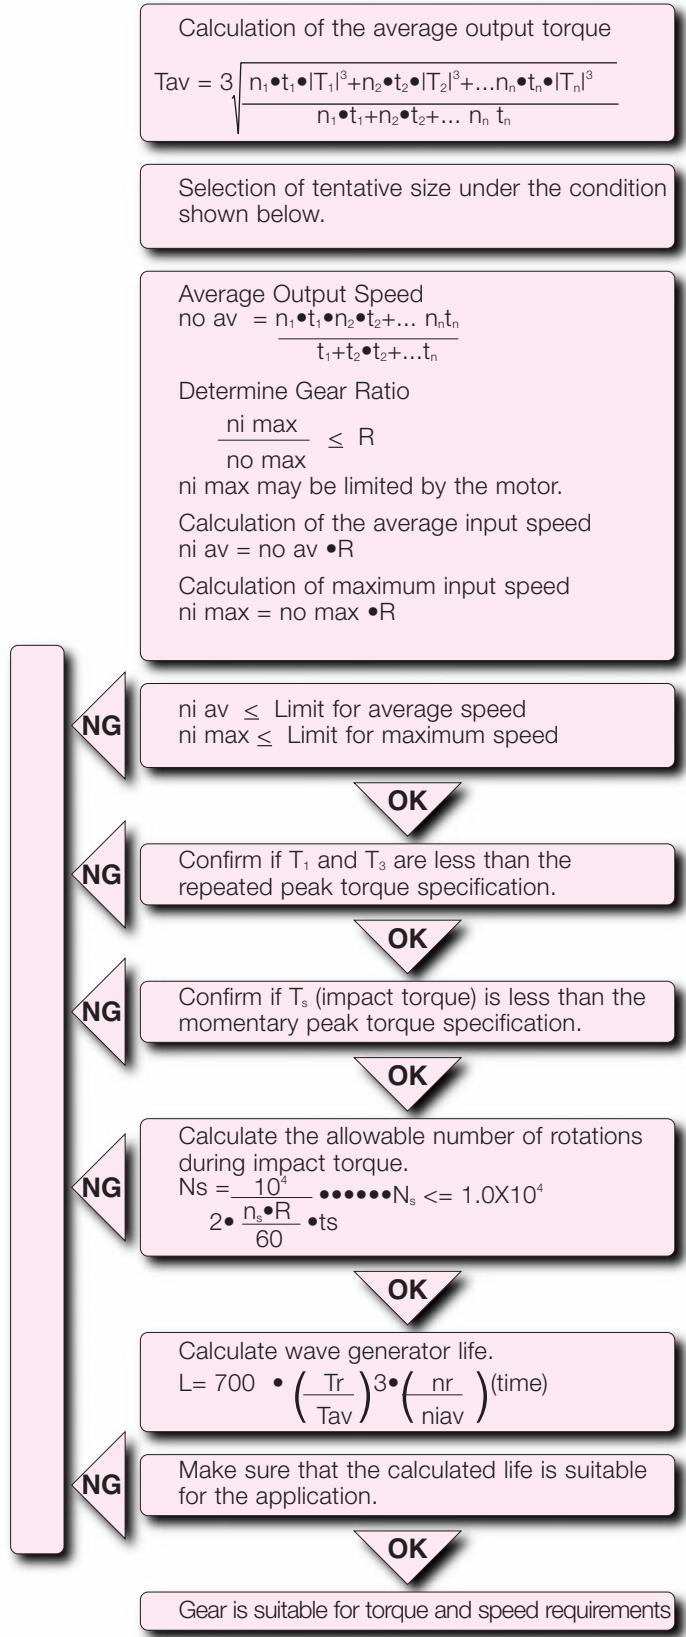 Calculation of the average output torque
Tav = 3√ n₁•t₁•|T₁|³+n₂•t₂•|T₂|³+...nₙ•tₙ•|Tₙ|³
n₁•t₁+n₂•t₂+... nₙ tₙ
Selection of tentative size under the condition
shown below.
Average Output Speed
no av = n₁•t₁•n₂•t₂+... nₙtₙ
t₁+t₂•t₂+...tₙ
Determine Gear Ratio
ni max
≤ R
no max
ni max may be limited by the motor.
Calculation of the average input speed
ni av = no av •R
Calculation of maximum input speed
ni max = no max •R
NG
ni av ≤ Limit for average speed
ni max ≤ Limit for maximum speed
OK
NG
Confirm if T₁ and T₃ are less than the
repeated peak torque specification.
OK
NG
Confirm if Tₛ (impact torque) is less than the
momentary peak torque specification.
OK
NG
Calculate the allowable number of rotations
during impact torque.
Ns = 10⁴ ••••••Nₛ <= 1.0X10⁴
2• nₛ•R •ts
60
OK
Calculate wave generator life.
L= 700 • ( Tr )3•( nr )(time)
Tav niav
NG
Make sure that the calculated life is suitable
for the application.
OK
Gear is suitable for torque and speed requirements